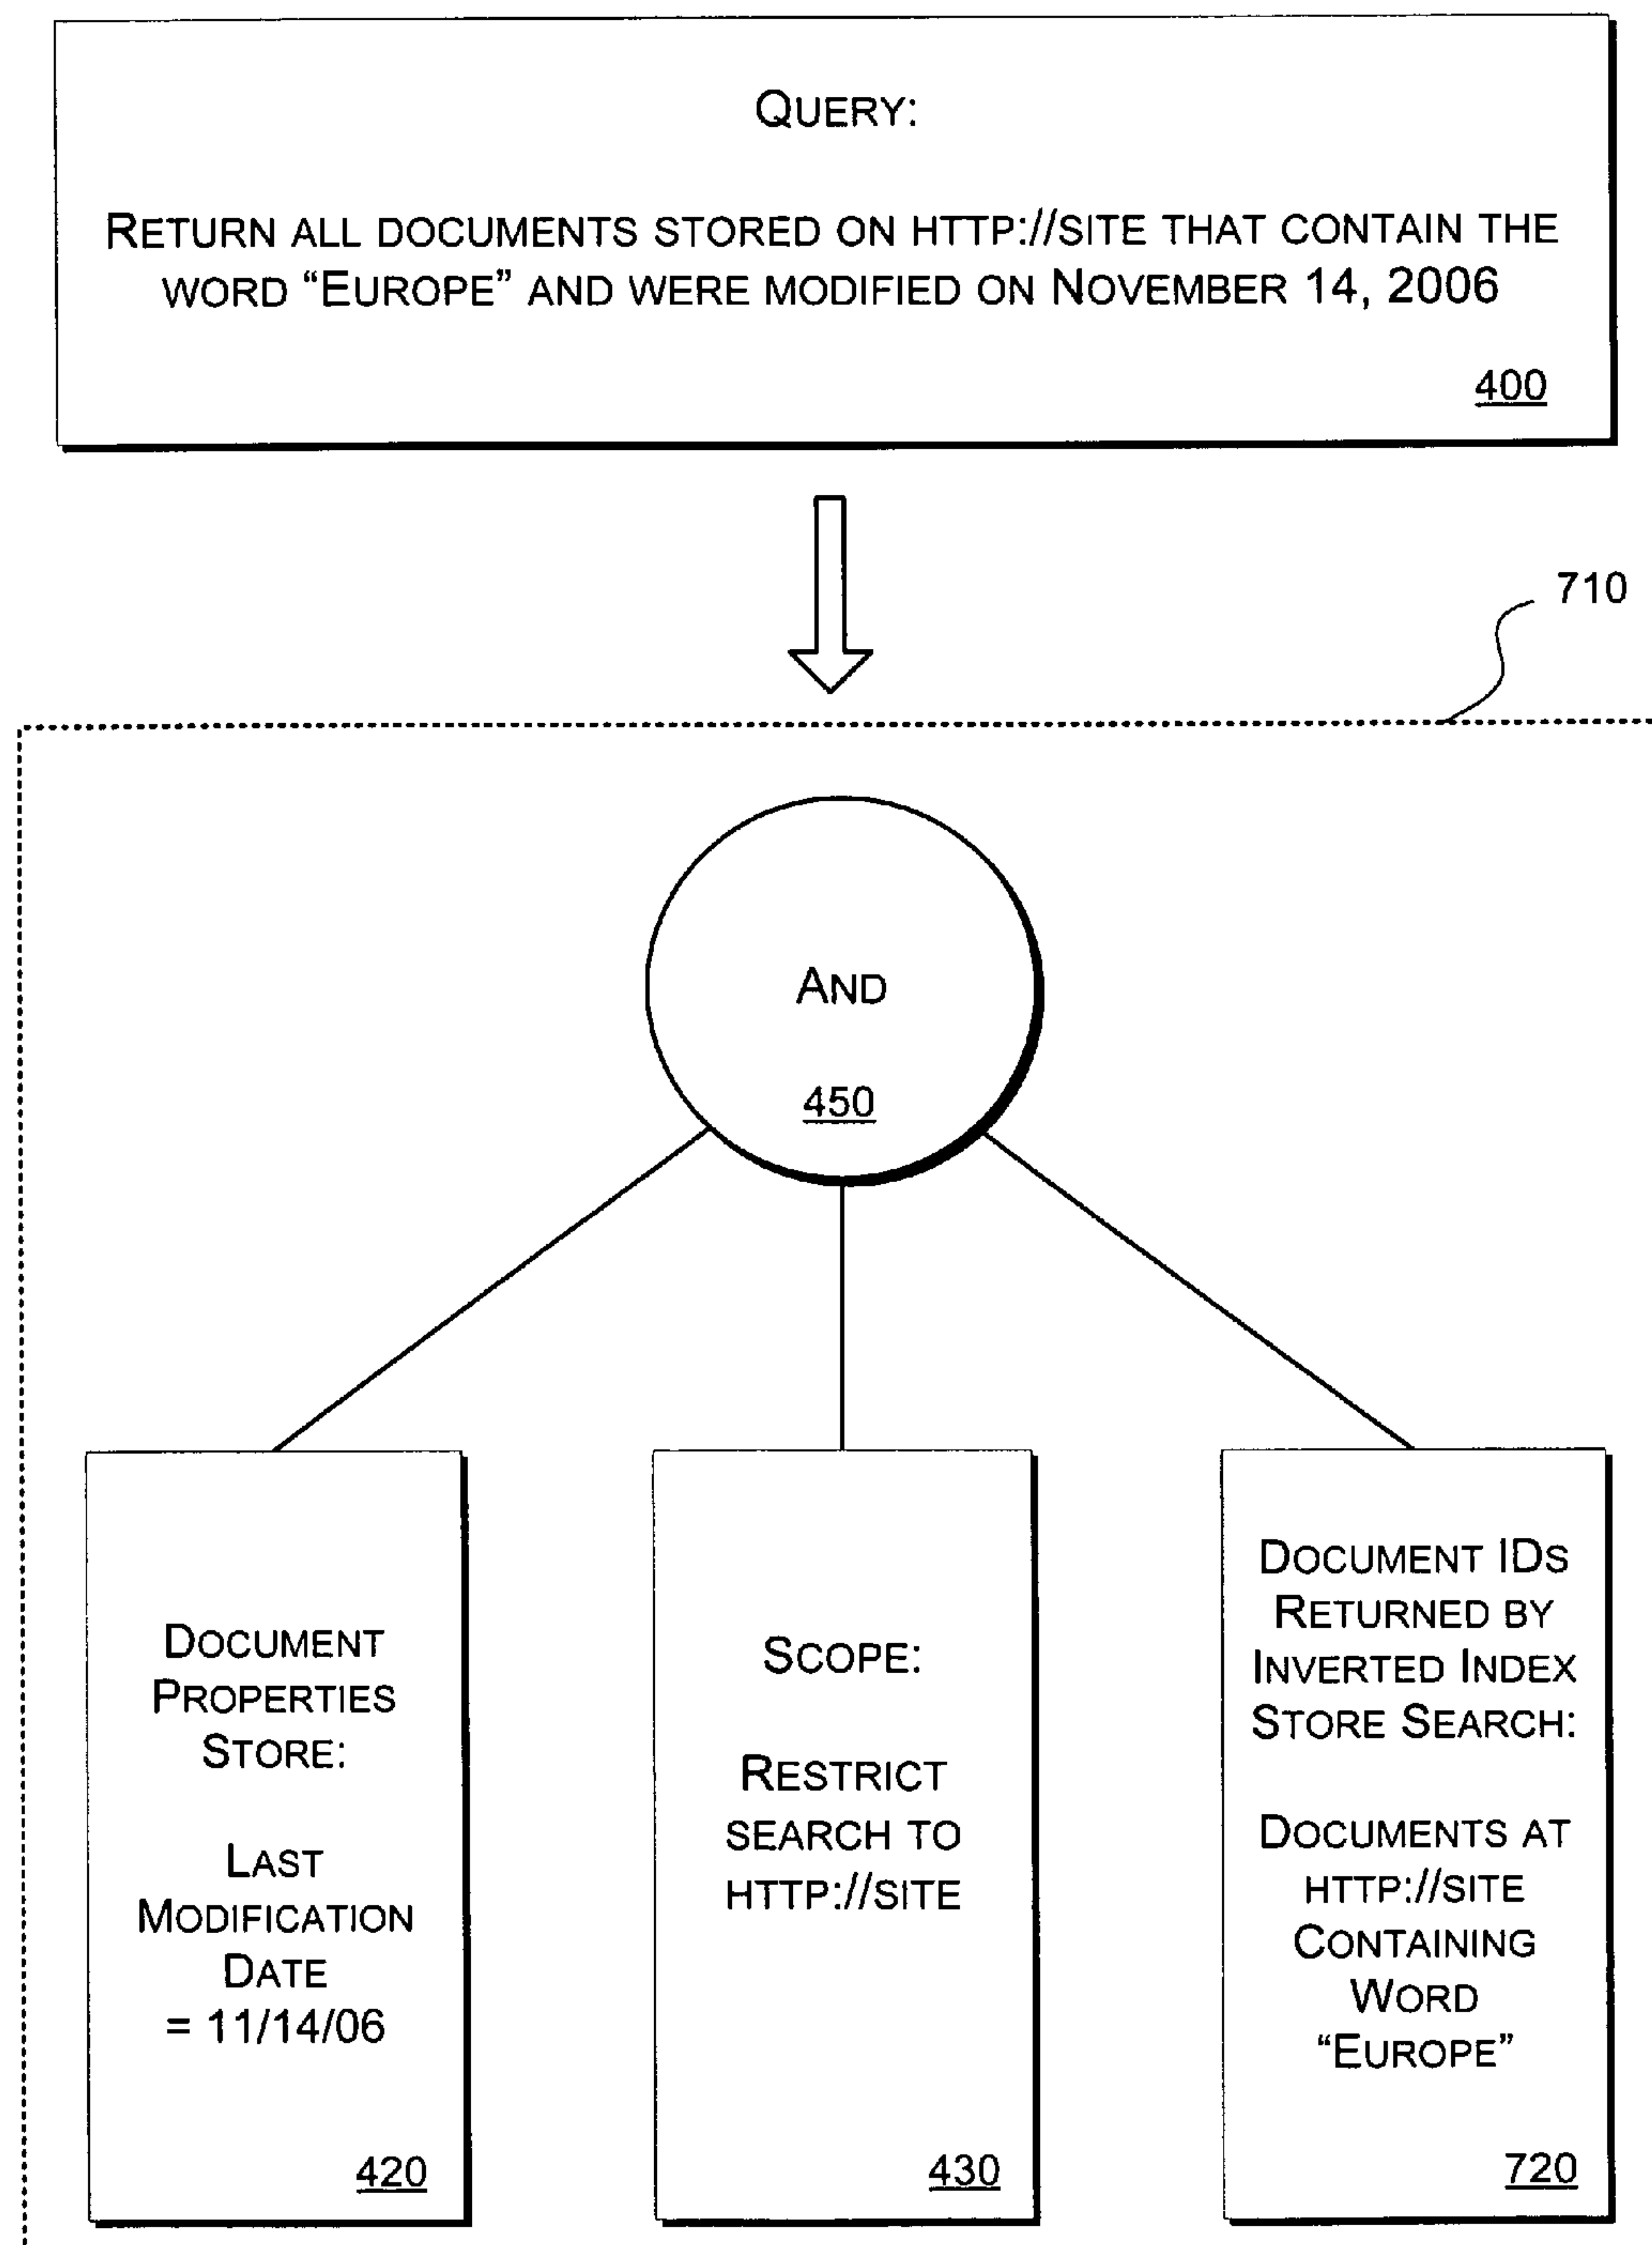 QUERY:
RETURN ALL DOCUMENTS STORED ON HTTP://SITE THAT CONTAIN THE
WORD “EUROPE” AND WERE MODIFIED ON NOVEMBER 14, 2006
400
710
AND
450
DOCUMENT
PROPERTIES
STORE:
LAST
MODIFICATION
DATE
= 11/14/06
420
SCOPE:
RESTRICT
SEARCH TO
HTTP://SITE
430
DOCUMENT IDS
RETURNED BY
INVERTED INDEX
STORE SEARCH:
DOCUMENTS AT
HTTP://SITE
CONTAINING
WORD
“EUROPE”
720